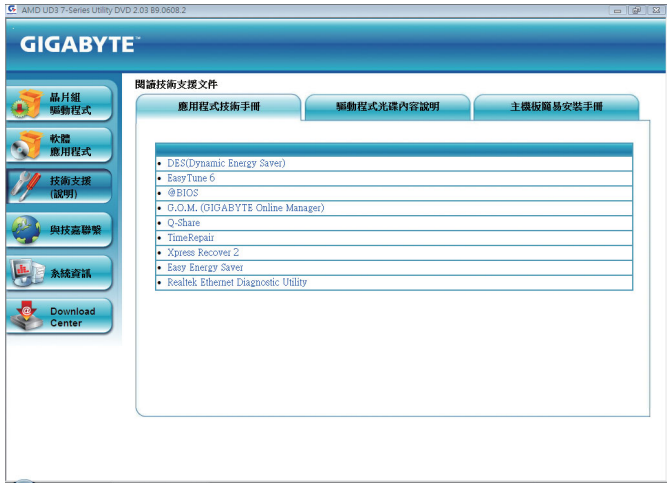 AMD UD3 7-Series Utility DVD 2.03 B9.0608.2
GIGABYTE™
晶片組
驅動程式
軟體
應用程式
技術支援
(說明)
與技嘉聯繫
系統資訊
Download
Center
閱讀技術支援文件
應用程式技術手冊
驅動程式光碟內容說明
主機板簡易安裝手冊
• DES(Dynamic Energy Saver)
• EasyTune 6
• @BIOS
• G.O.M. (GIGABYTE Online Manager)
• Q-Share
• TimeRepair
• Xpress Recover 2
• Easy Energy Saver
• Realtek Ethernet Diagnostic Utility